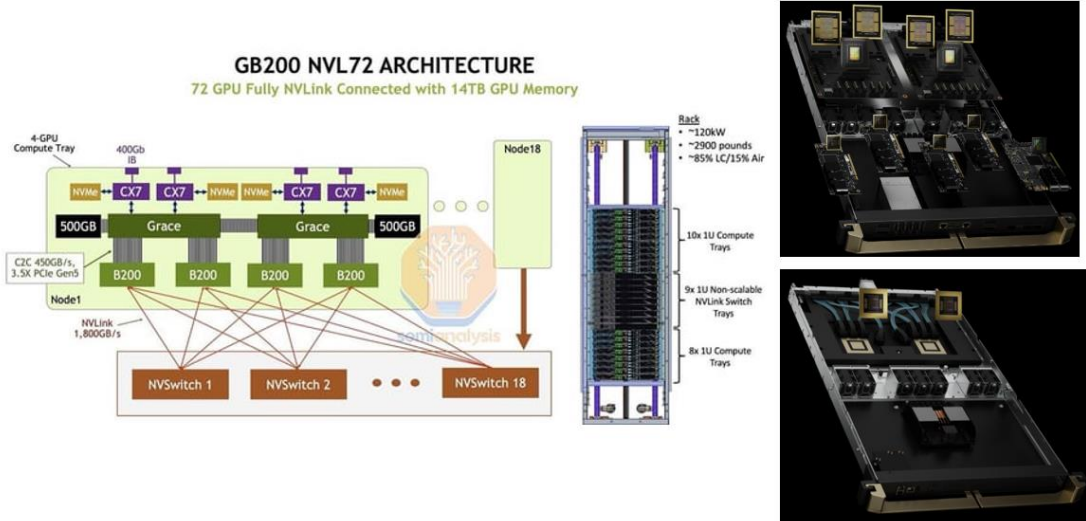 GB200 NVL72 ARCHITECTURE
72 GPU Fully NVLink Connected with 14TB GPU Memory
4-GPU
Compute Tray
400Gb
IB
NVMe
CX7
CX7
NVMe
NVMe
CX7
CX7
NVMe
500GB
Grace
Grace
500GB
C2C 450GB/s,
3.5X PCIe Gen5
B200
B200
B200
B200
Node1
Node18
NVLink
1,800GB/s
semianalysis
NVSwitch 1
NVSwitch 2
NVSwitch 18
Rack
• ~120kW
• ~2900 pounds
• ~85% LC/15% Air
10x 1U Compute
Trays
9x 1U Non-scalable
NVLink Switch
Trays
8x 1U Compute
Trays